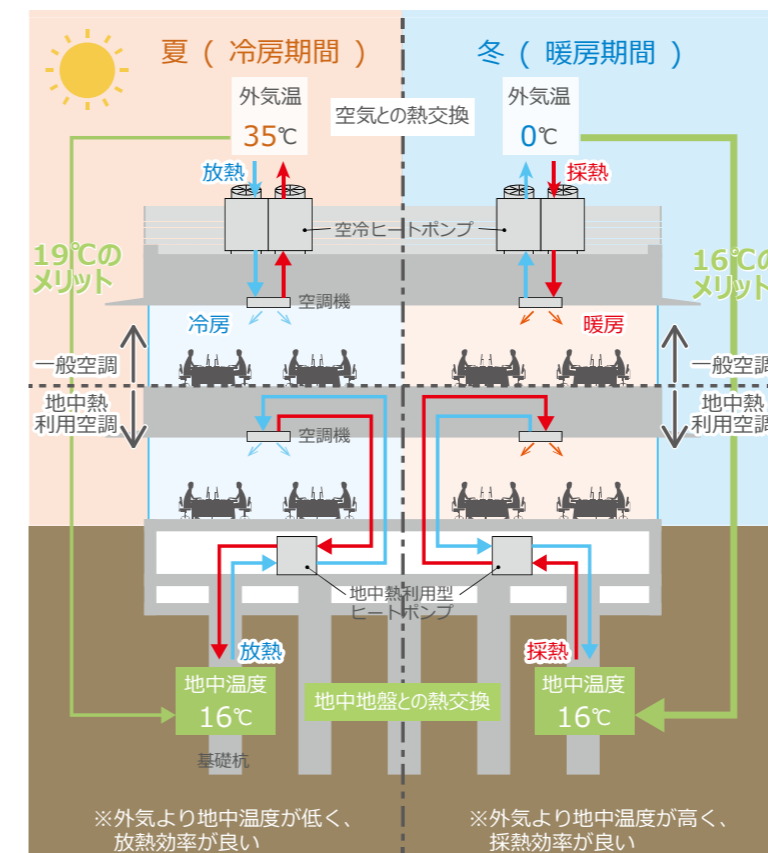 夏 ( 冷房期間 )
冬 ( 暖房期間 )
外気温
35℃
空気との熱交換
外気温
0℃
放熱
採熱
空冷ヒートポンプ
19℃の
メリット
16℃の
メリット
空調機
冷房
暖房
一般空調
一般空調
地中熱
利用空調
地中熱
利用空調
空調機
地中熱利用型
ヒートポンプ
放熱
採熱
地中温度
16℃
地中地盤との熱交換
地中温度
16℃
基礎杭
※外気より地中温度が低く、
放熱効率が良い
※外気より地中温度が高く、
採熱効率が良い